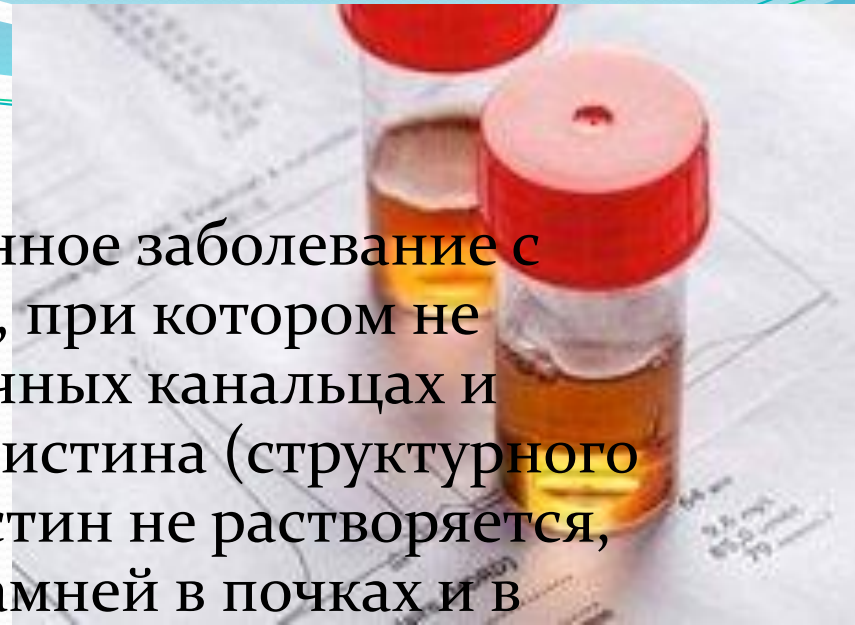 нное заболевание с
, при котором не
нных канальцах и
истина (структурного
стин не растворяется,
амней в почках и в